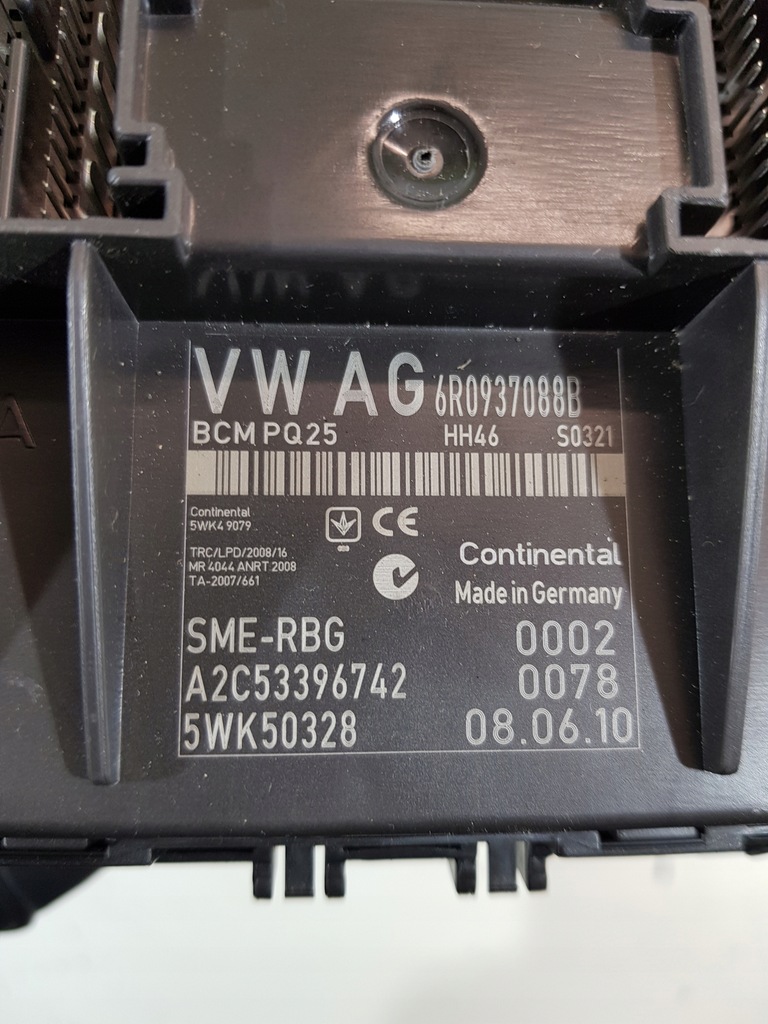 VW AG 6R0937088B
BCM PQ25 HH46 S0321
Continental
5WK4 9079
CE
TRC/LPD/2008/16
MR 4044 ANRT 2008
TA-2007/661
Continental
Made in Germany
SME-RBG 0002
A2C53396742 0078
5WK50328 08.06.10
A